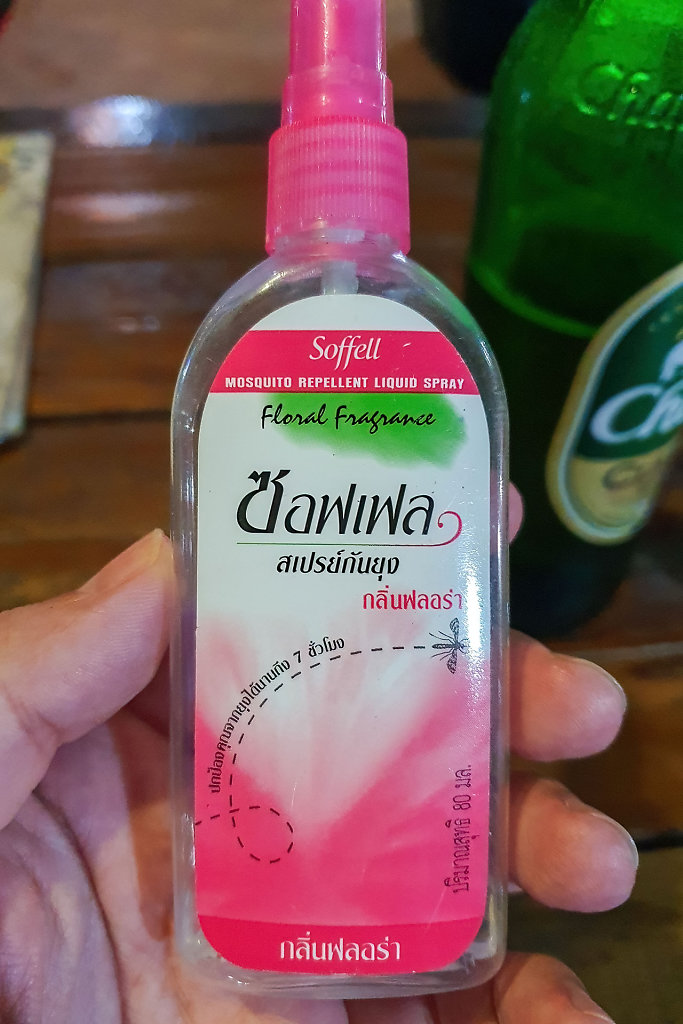 Soffell
MOSQUITO REPELLENT LIQUID SPRAY
Floral Fragrance
ซอฟเฟล
สเปรย์กันยุง
กลิ่นฟลอร่า
ปกป้องคุณจากยุงได้นานถึง 7 ชั่วโมง
ปริมาณสุทธิ 80 มล.
กลิ่นฟลอร่า